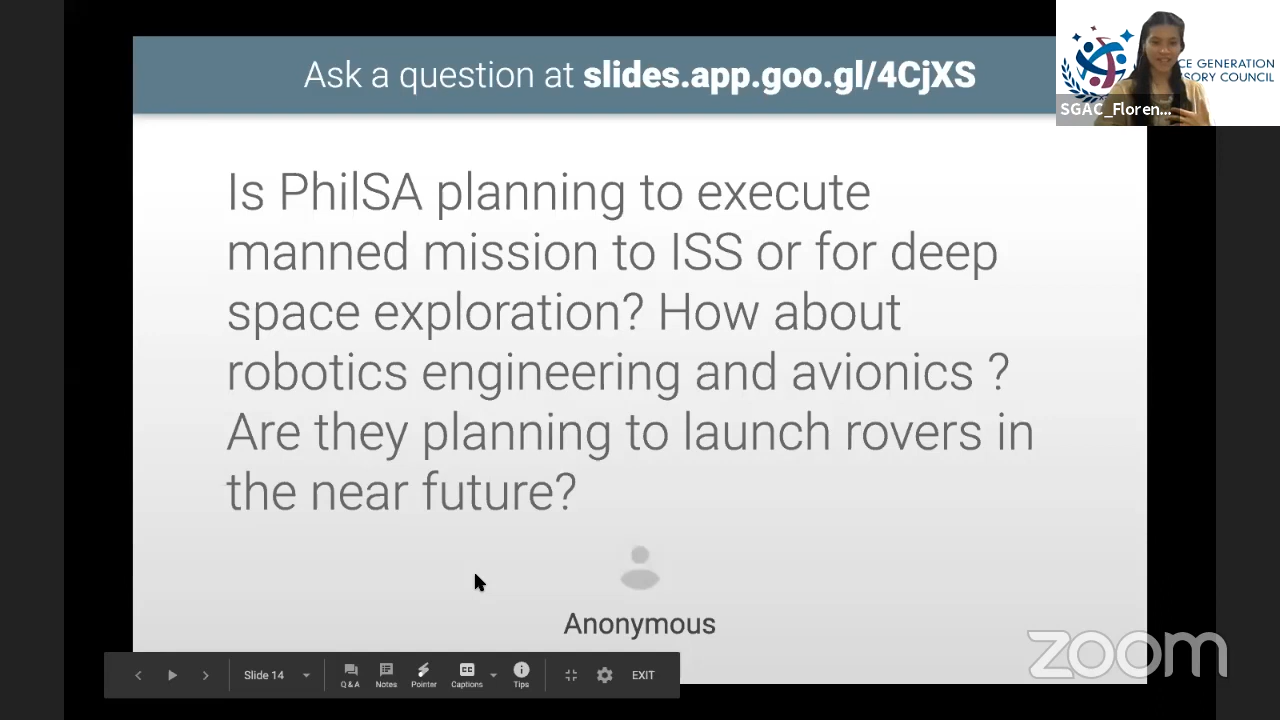 Ask a question at slides.app.goo.gl/4CjXS
CE GENERATION
SORY COUNCIL
SGAC_Floren...
Is PhilSA planning to execute
manned mission to ISS or for deep
space exploration? How about
robotics engineering and avionics ?
Are they planning to launch rovers in
the near future?
Anonymous
zoom
Slide 14
Q&A
Notes
Pointer
Captions
Tips
EXIT